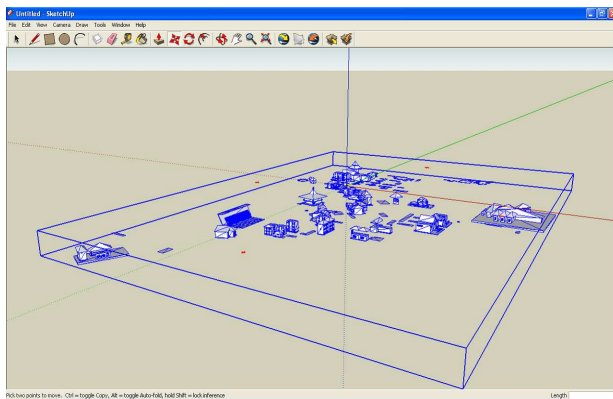 Untitled - SketchUp
File Edit View Camera Draw Tools Window Help
Pick two points to move. Ctrl = toggle Copy, Alt = toggle Auto-fold, hold Shift = lock inference
Length